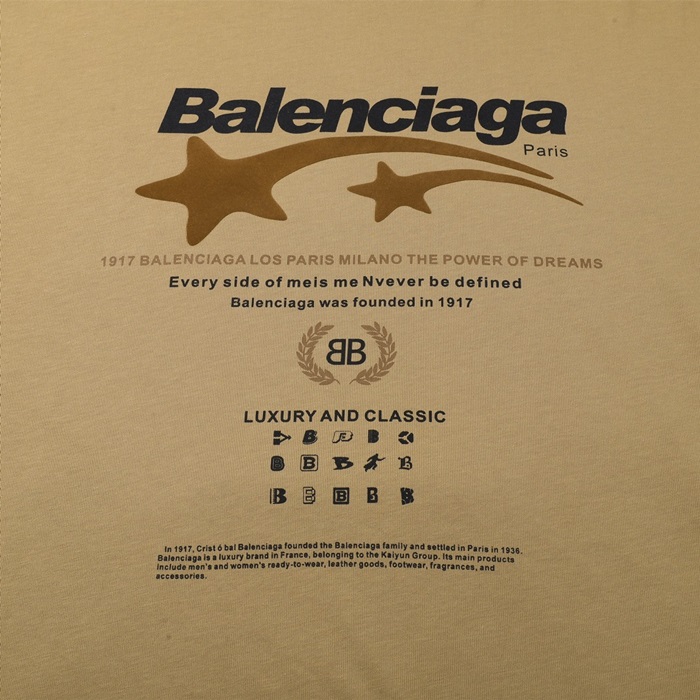 Balenciaga
Paris
1917 BALENCIAGA LOS PARIS MILANO THE POWER OF DREAMS
Every side of meis me Nvever be defined
Balenciaga was founded in 1917
BB
LUXURY AND CLASSIC
B B
B B B B
B E B B B
In 1917, Crist ó bal Balenciaga founded the Balenciaga family and settled in Paris in 1936.
Balenciaga is a luxury brand in France, belonging to the Kaiyun Group. Its main products
include men's and women's ready-to-wear, leather goods, footwear, fragrances, and
accessories.